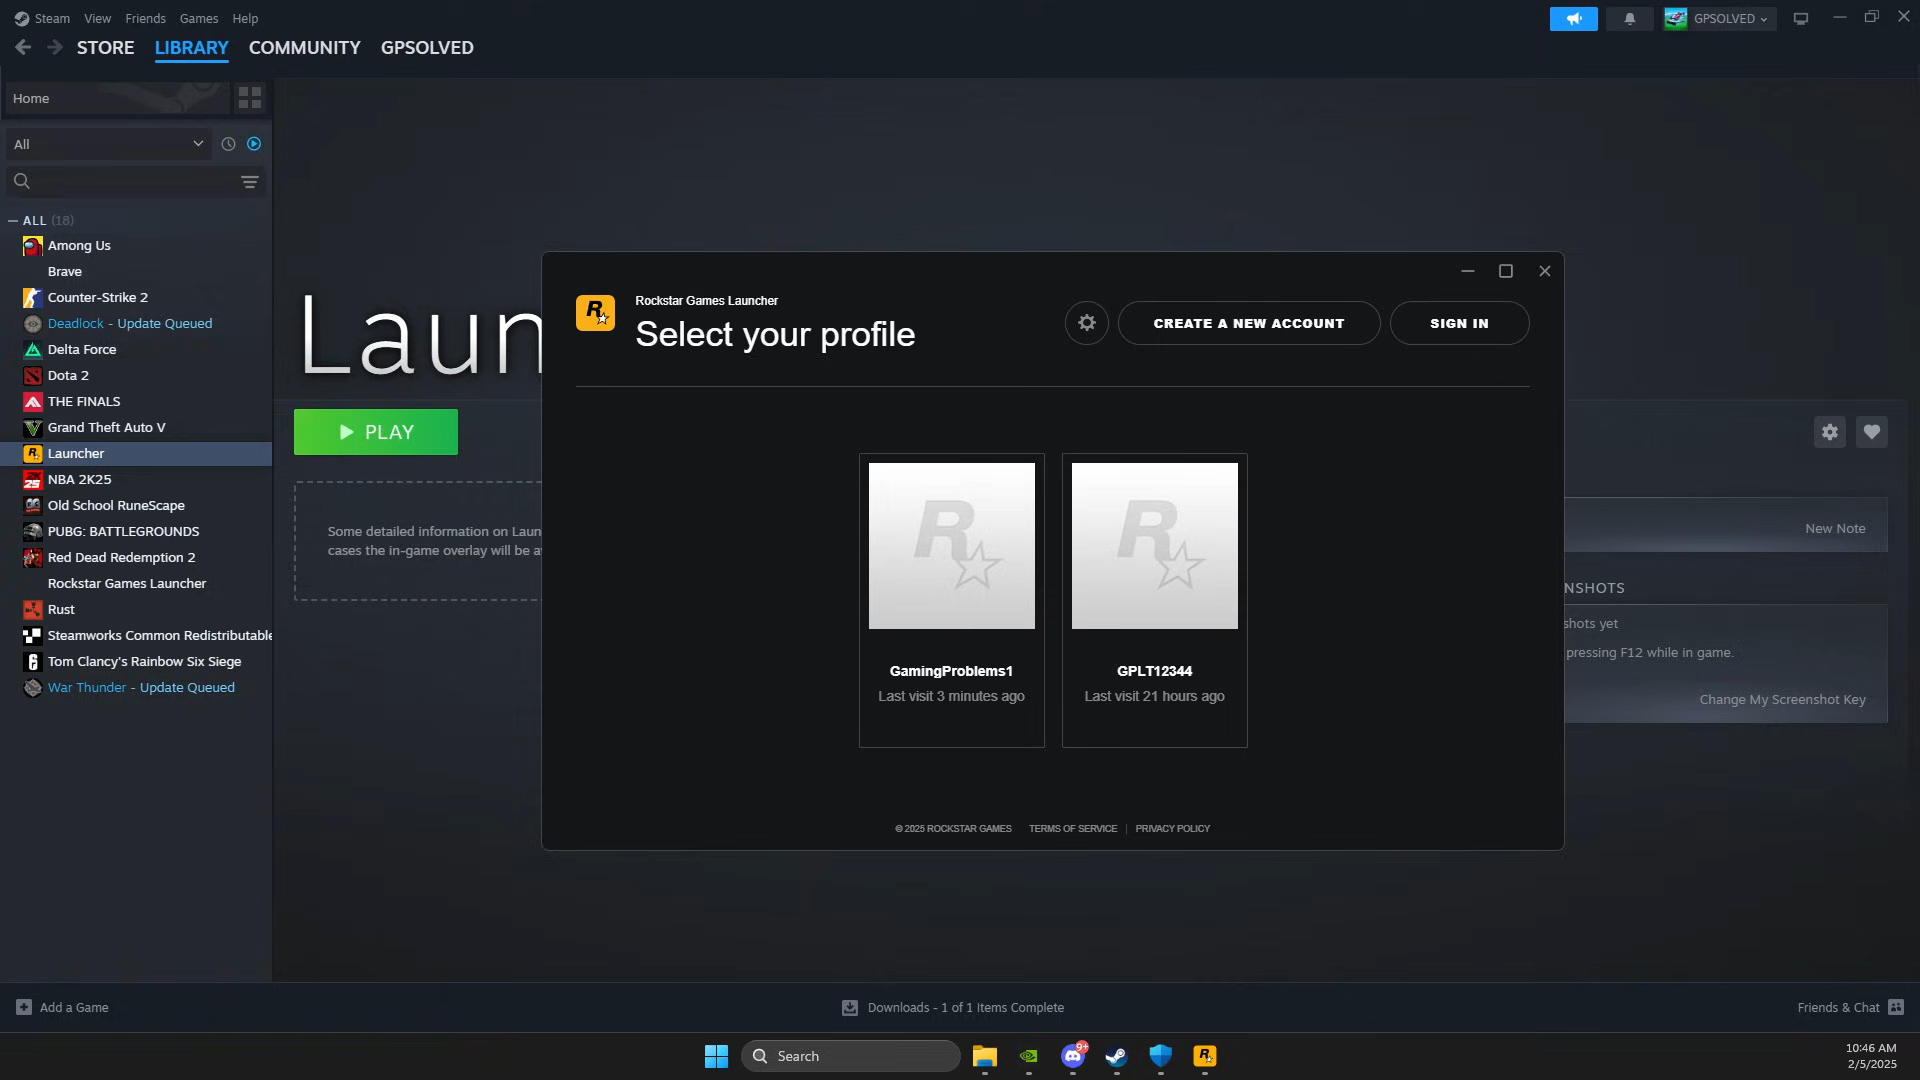 Steam View Friends Games Help
GPSOLVED
STORE LIBRARY COMMUNITY GPSOLVED
Home
All
— ALL (18)
Among Us
Brave
Counter-Strike 2
Deadlock - Update Queued
Delta Force
Dota 2
THE FINALS
Grand Theft Auto V
Launcher
NBA 2K25
Old School RuneScape
PUBG: BATTLEGROUNDS
Red Dead Redemption 2
Rockstar Games Launcher
Rust
Steamworks Common Redistributable
Tom Clancy's Rainbow Six Siege
War Thunder - Update Queued
Laun
PLAY
Some detailed information on Laun
cases the in-game overlay will be a
Rockstar Games Launcher
Select your profile
CREATE A NEW ACCOUNT
SIGN IN
GamingProblems1
Last visit 3 minutes ago
GPLT12344
Last visit 21 hours ago
© 2025 ROCKSTAR GAMES TERMS OF SERVICE | PRIVACY POLICY
New Note
NSHOTS
shots yet
pressing F12 while in game.
Change My Screenshot Key
Add a Game
Downloads - 1 of 1 Items Complete
Friends & Chat
Search
9+
10:46 AM
2/5/2025